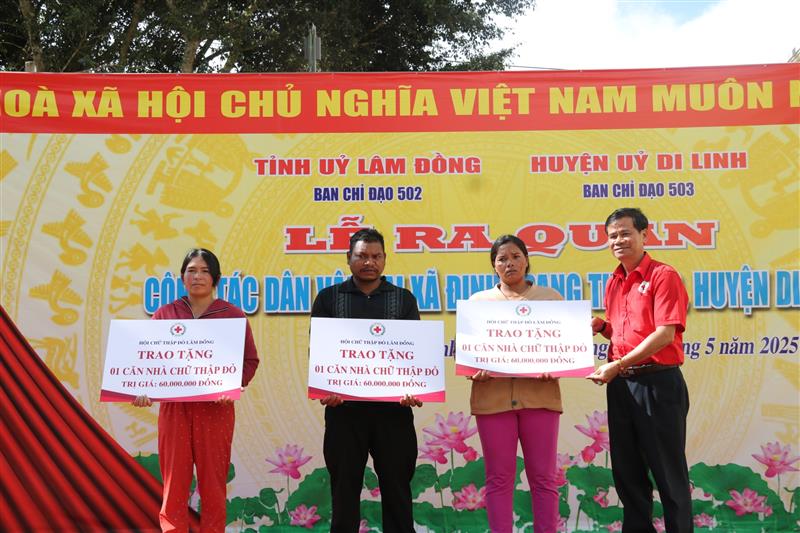 HOÀ XÃ HỘI CHỦ NGHĨA VIỆT NAM MUÔN
TỈNH UỶ LÂM ĐỒNG
BAN CHỈ ĐẠO 502
HUYỆN UỶ DI LINH
BAN CHỈ ĐẠO 503
LỄ RA QUÂN
CÔNG TÁC DÂN XÃ HUYỆN DI
5 năm 2025
HỘI CHỮ THẬP ĐỎ LÂM ĐỒNG
TRAO TẶNG
01 CĂN NHÀ CHỮ THẬP ĐỎ
TRỊ GIÁ: 60.000.000 ĐỒNG
HỘI CHỮ THẬP ĐỎ LÂM ĐỒNG
TRAO TẶNG
01 CĂN NHÀ CHỮ THẬP ĐỎ
TRỊ GIÁ: 60.000.000 ĐỒNG
HỘI CHỮ THẬP ĐỎ LÂM ĐỒNG
TRAO TẶNG
01 CĂN NHÀ CHỮ THẬP ĐỎ
TRỊ GIÁ: 60.000.000 ĐỒNG